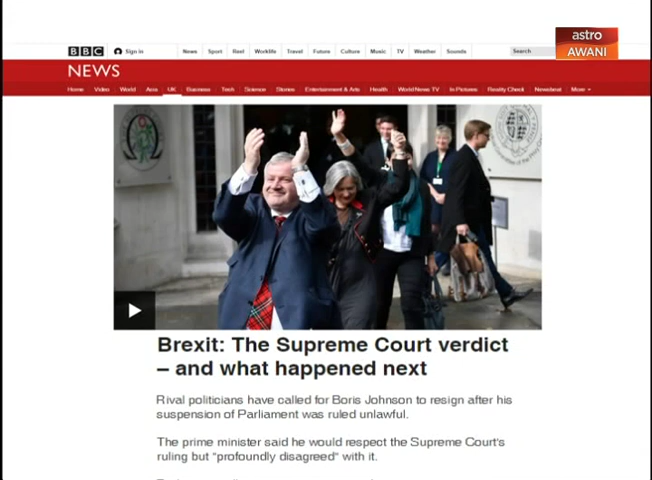 astro
AWANI
BBC Sign in News Sport Reel Worklife Travel Future Culture Music TV Weather Sounds Search
NEWS
Home Video World Asia UK Business Tech Science Stories Entertainment & Arts Health World News TV In Pictures Reality Check Newsbeat More
Brexit: The Supreme Court verdict
– and what happened next
Rival politicians have called for Boris Johnson to resign after his
suspension of Parliament was ruled unlawful.
The prime minister said he would respect the Supreme Court's
ruling but "profoundly disagreed" with it.